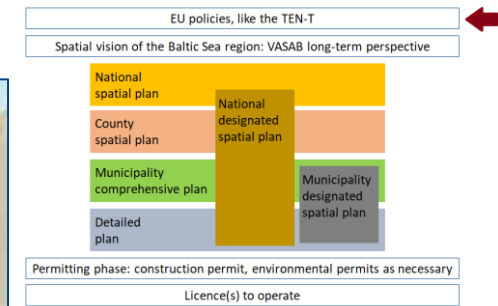 EU policies, like the TEN-T
Spatial vision of the Baltic Sea region: VASAB long-term perspective
National
spatial plan
National
designated
spatial plan
County
spatial plan
Municipality
comprehensive plan
Municipality
designated
spatial plan
Detailed
plan
Permitting phase: construction permit, environmental permits as necessary
Licence(s) to operate